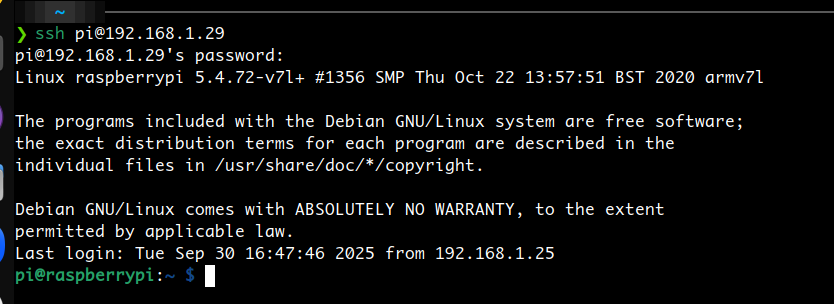 ~
❯ ssh pi@192.168.1.29
pi@192.168.1.29's password:
Linux raspberrypi 5.4.72-v7l+ #1356 SMP Thu Oct 22 13:57:51 BST 2020 armv7l
The programs included with the Debian GNU/Linux system are free software;
the exact distribution terms for each program are described in the
individual files in /usr/share/doc/*/copyright.
Debian GNU/Linux comes with ABSOLUTELY NO WARRANTY, to the extent
permitted by applicable law.
Last login: Tue Sep 30 16:47:46 2025 from 192.168.1.25
pi@raspberrypi:~ $